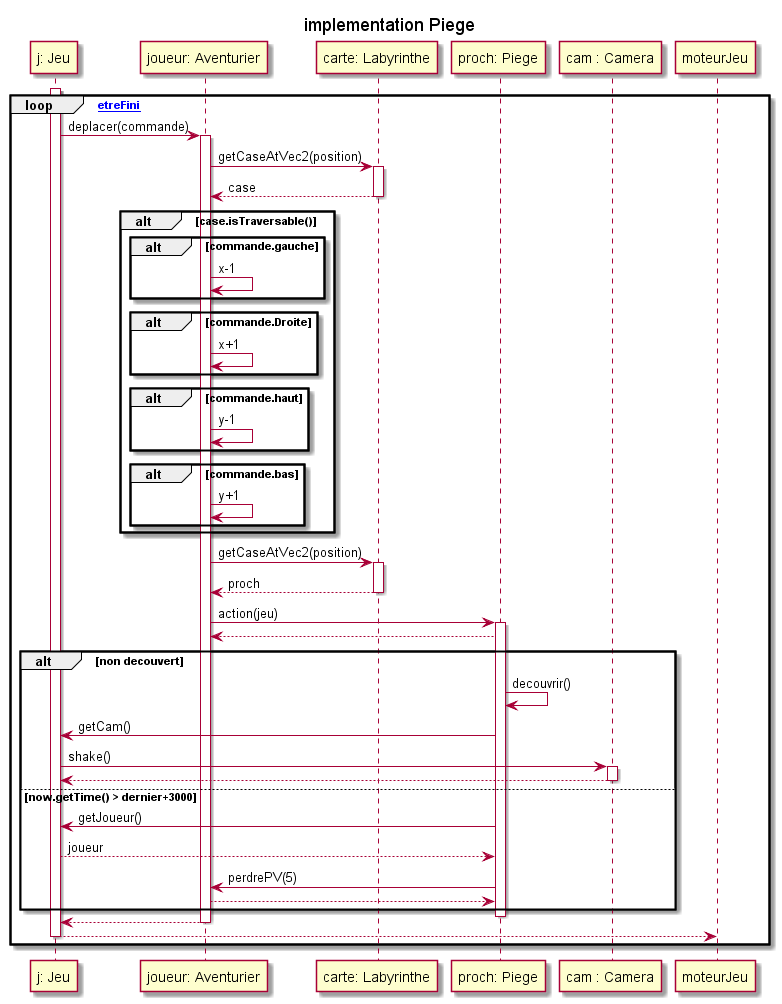 implementation Piege
j: Jeu
joueur: Aventurier
carte: Labyrinthe
proch: Piege
cam : Camera
moteurJeu
loop
etreFini
deplacer(commande)
getCaseAtVec2(position)
case
alt
[case.isTraversable()]
alt
[commande.gauche]
x-1
alt
[commande.Droite]
x+1
alt
[commande.haut]
y-1
alt
[commande.bas]
y+1
getCaseAtVec2(position)
proch
action(jeu)
alt
[non decouvert]
decouvrir()
getCam()
shake()
[now.getTime() > dernier+3000]
getJoueur()
joueur
perdrePV(5)
j: Jeu
joueur: Aventurier
carte: Labyrinthe
proch: Piege
cam : Camera
moteurJeu